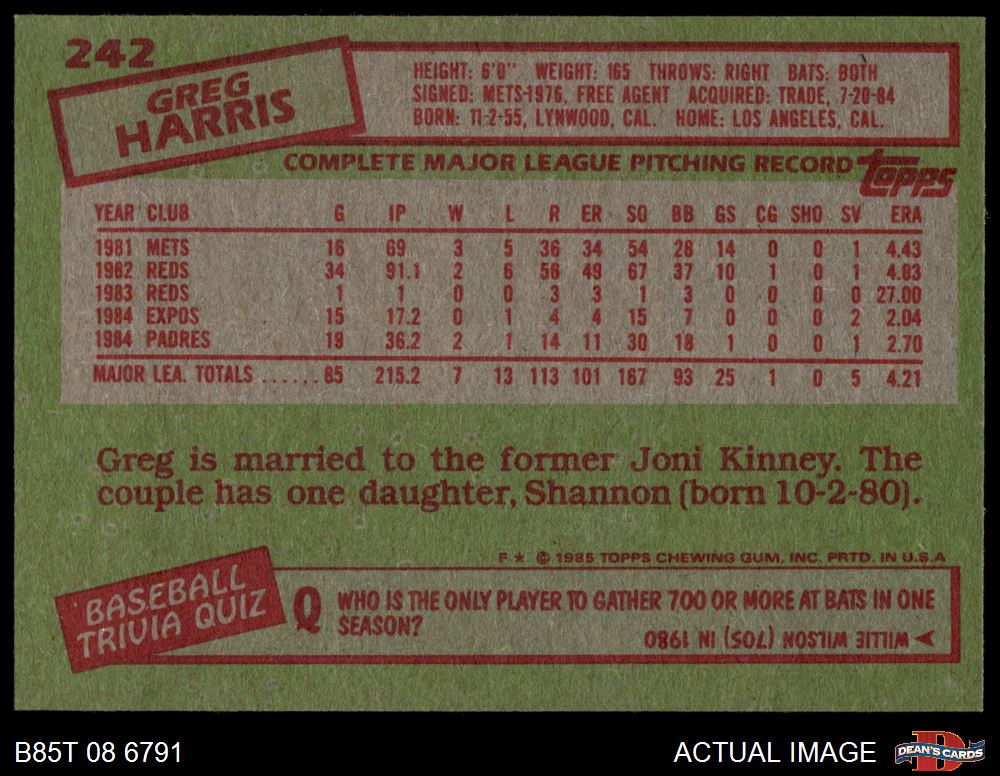 242
GREG
HARRIS
HEIGHT: 6'0" WEIGHT: 165 THROWS: RIGHT BATS: BOTH
SIGNED: METS-1976, FREE AGENT ACQUIRED: TRADE, 7-20-84
BORN: 11-2-55, LYNWOOD, CAL. HOME: LOS ANGELES, CAL.
COMPLETE MAJOR LEAGUE PITCHING RECORD topps
YEAR CLUB G IP W L R ER SO BB GS CG SHO SV ERA
1981 METS 16 69 3 5 36 34 54 28 14 0 0 1 4.43
1982 REDS 34 91.1 2 6 56 49 67 37 10 1 0 1 4.83
1983 REDS 1 1 0 0 3 3 1 3 0 0 0 0 27.00
1984 EXPOS 15 17.2 0 1 4 4 15 7 0 0 0 2 2.04
1984 PADRES 19 36.2 2 1 14 11 30 18 1 0 0 1 2.70
MAJOR LEA. TOTALS ...... 85 215.2 7 13 113 101 167 93 25 1 0 5 4.21
Greg is married to the former Joni Kinney. The
couple has one daughter, Shannon (born 10-2-80).
F ★ © 1985 TOPPS CHEWING GUM, INC. PRTD. IN U.S.A
BASEBALL
TRIVIA QUIZ
Q WHO IS THE ONLY PLAYER TO GATHER 700 OR MORE AT BATS IN ONE
SEASON?
WILLIE WILSON (705) IN 1980
B85T 08 6791
ACTUAL IMAGE
D
DEAN'S CARDS